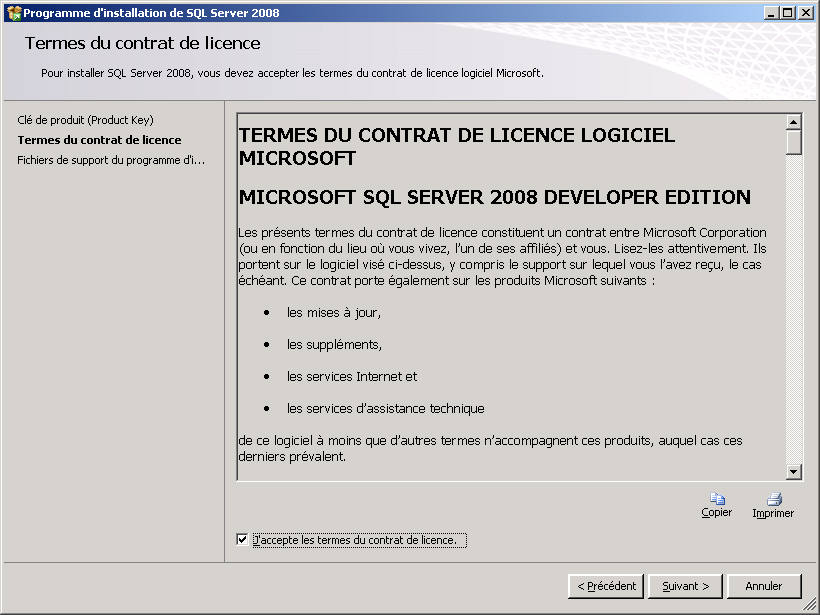 Programme d'installation de SQL Server 2008
Termes du contrat de licence
Pour installer SQL Server 2008, vous devez accepter les termes du contrat de licence logiciel Microsoft.
Clé de produit (Product Key)
Termes du contrat de licence
Fichiers de support du programme d'i...
TERMES DU CONTRAT DE LICENCE LOGICIEL
MICROSOFT
MICROSOFT SQL SERVER 2008 DEVELOPER EDITION
Les présents termes du contrat de licence constituent un contrat entre Microsoft Corporation
(ou en fonction du lieu où vous vivez, l'un de ses affiliés) et vous. Lisez-les attentivement. Ils
portent sur le logiciel visé ci-dessus, y compris le support sur lequel vous l'avez reçu, le cas
échéant. Ce contrat porte également sur les produits Microsoft suivants :
• les mises à jour,
• les suppléments,
• les services Internet et
• les services d'assistance technique
de ce logiciel à moins que d'autres termes n'accompagnent ces produits, auquel cas ces
derniers prévalent.
Copier
Imprimer
J'accepte les termes du contrat de licence.
< Précédent
Suivant >
Annuler